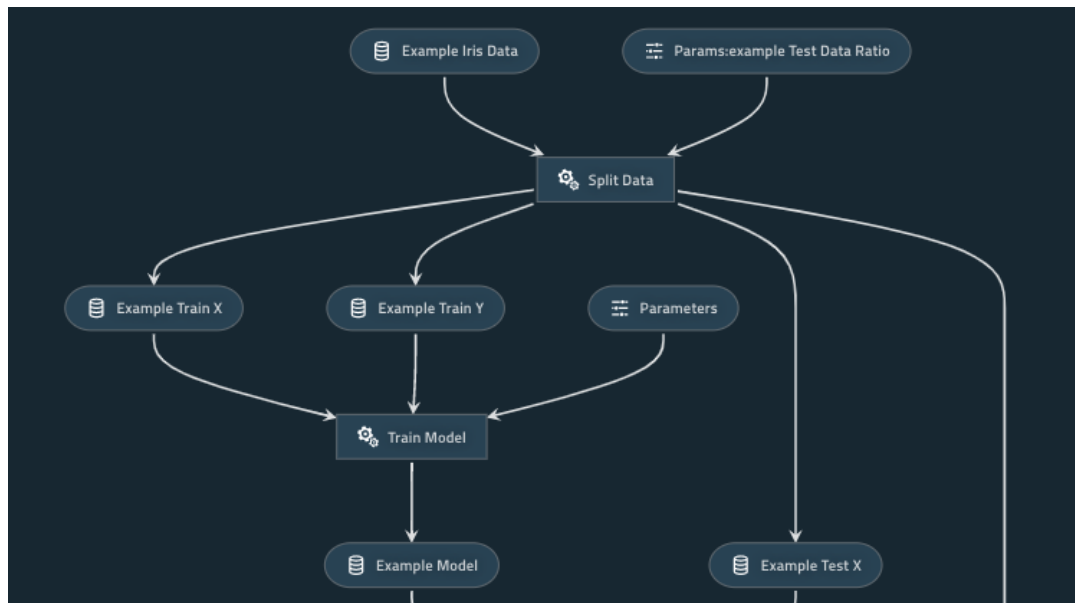 Example Iris Data
Params:example Test Data Ratio
Split Data
Example Train X
Example Train Y
Parameters
Train Model
Example Model
Example Test X